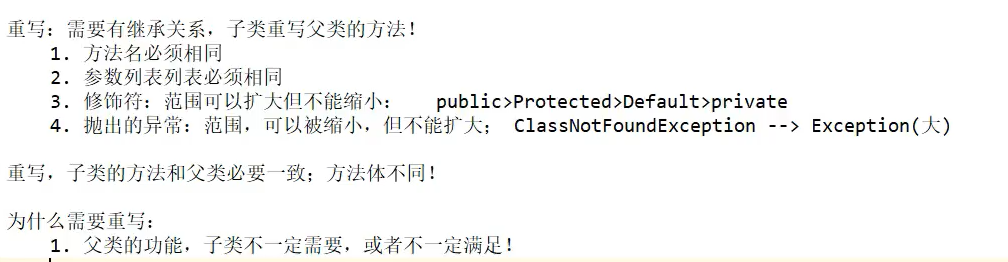 重写：需要有继承关系，子类重写父类的方法！
1. 方法名必须相同
2. 参数列表列表必须相同
3. 修饰符：范围可以扩大但不能缩小： public>Protected>Default>private
4. 抛出的异常：范围，可以被缩小，但不能扩大； ClassNotFoundException --> Exception(大)
重写，子类的方法和父类必要一致；方法体不同！
为什么需要重写：
1. 父类的功能，子类不一定需要，或者不一定满足！